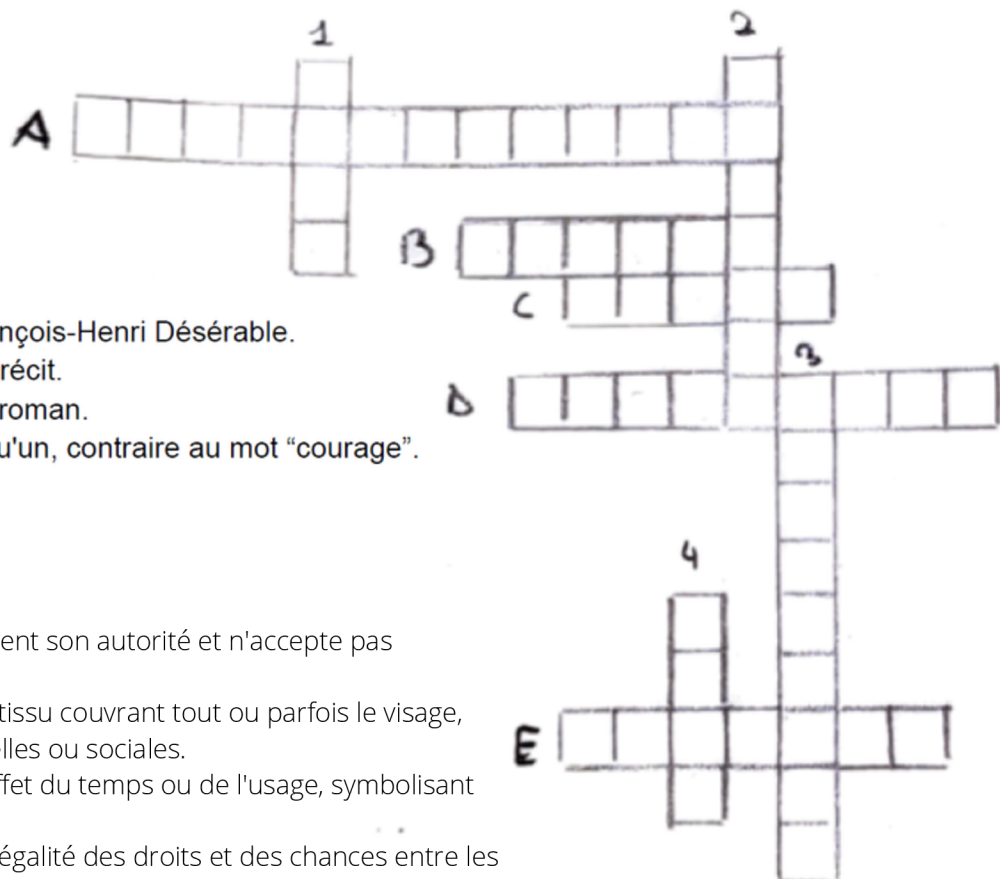 1
2
A
B
C
nçois-Henri Désérable.
récit.
3
roman.
D
u'un, contraire au mot “courage”.
4
ent son autorité et n'accepte pas
tissu couvrant tout ou parfois le visage,
E
lles ou sociales.
ffet du temps ou de l'usage, symbolisant
égalité des droits et des chances entre les